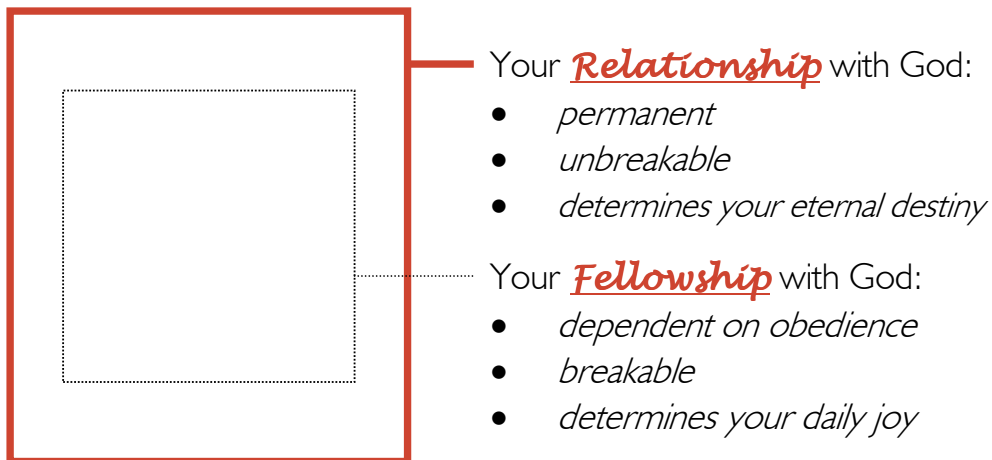 Your Relationship with God:
• permanent
• unbreakable
• determines your eternal destiny
Your Fellowship with God:
• dependent on obedience
• breakable
• determines your daily joy